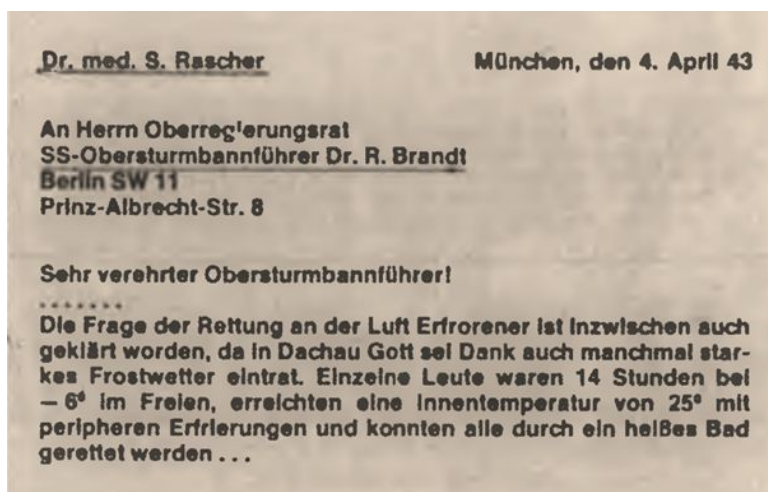 Dr. med. S. Rascher
München, den 4. April 43
An Herrn Oberregierungsrat
SS-Obersturmbannführer Dr. R. Brandt
Berlin SW 11
Prinz-Albrecht-Str. 8
Sehr verehrter Obersturmbannführer!
.......
Die Frage der Rettung an der Luft Erfrorener ist inzwischen auch
geklärt worden, da in Dachau Gott sei Dank auch manchmal star-
kes Frostwetter eintrat. Einzelne Leute waren 14 Stunden bei
— 6° im Freien, erreichten eine Innentemperatur von 25° mit
peripheren Erfrierungen und konnten alle durch ein heißes Bad
gerettet werden ...